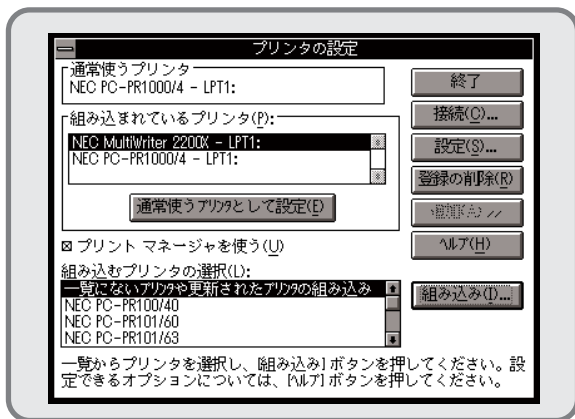 プリンタの設定
通常使うプリンタ
NEC PC-PR1000/4 - LPT1:
組み込まれているプリンタ(P):
NEC MultiWriter 2200X - LPT1:
NEC PC-PR1000/4 - LPT1:
通常使うプリンタとして設定(E)
プリント マネージャを使う(U)
組み込むプリンタの選択(L):
一覧にないプリンタや更新されたプリンタの組み込み
NEC PC-PR100/40
NEC PC-PR101/60
NEC PC-PR101/63
終了
接続(C)...
設定(S)...
登録の削除(R)
追加(A) >>
ヘルプ(H)
組み込み(I)...
一覧からプリンタを選択し、[組み込み] ボタンを押してください。設
定できるオプションについては、[ヘルプ] ボタンを押してください。